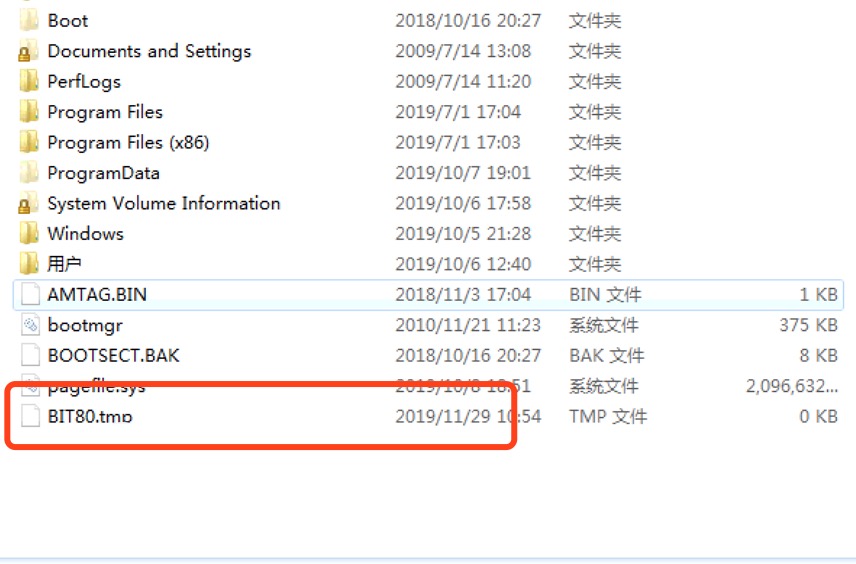 Boot 2018/10/16 20:27 文件夹
Documents and Settings 2009/7/14 13:08 文件夹
PerfLogs 2009/7/14 11:20 文件夹
Program Files 2019/7/1 17:04 文件夹
Program Files (x86) 2019/7/1 17:03 文件夹
ProgramData 2019/10/7 19:01 文件夹
System Volume Information 2019/10/6 17:58 文件夹
Windows 2019/10/5 21:28 文件夹
用户 2019/10/6 12:40 文件夹
AMTAG.BIN 2018/11/3 17:04 BIN 文件 1 KB
bootmgr 2010/11/21 11:23 系统文件 375 KB
BOOTSECT.BAK 2018/10/16 20:27 BAK 文件 8 KB
pagefile.sys 2019/10/8 18:51 系统文件 2,096,632...
BIT80.tmp 2019/11/29 10:54 TMP 文件 0 KB